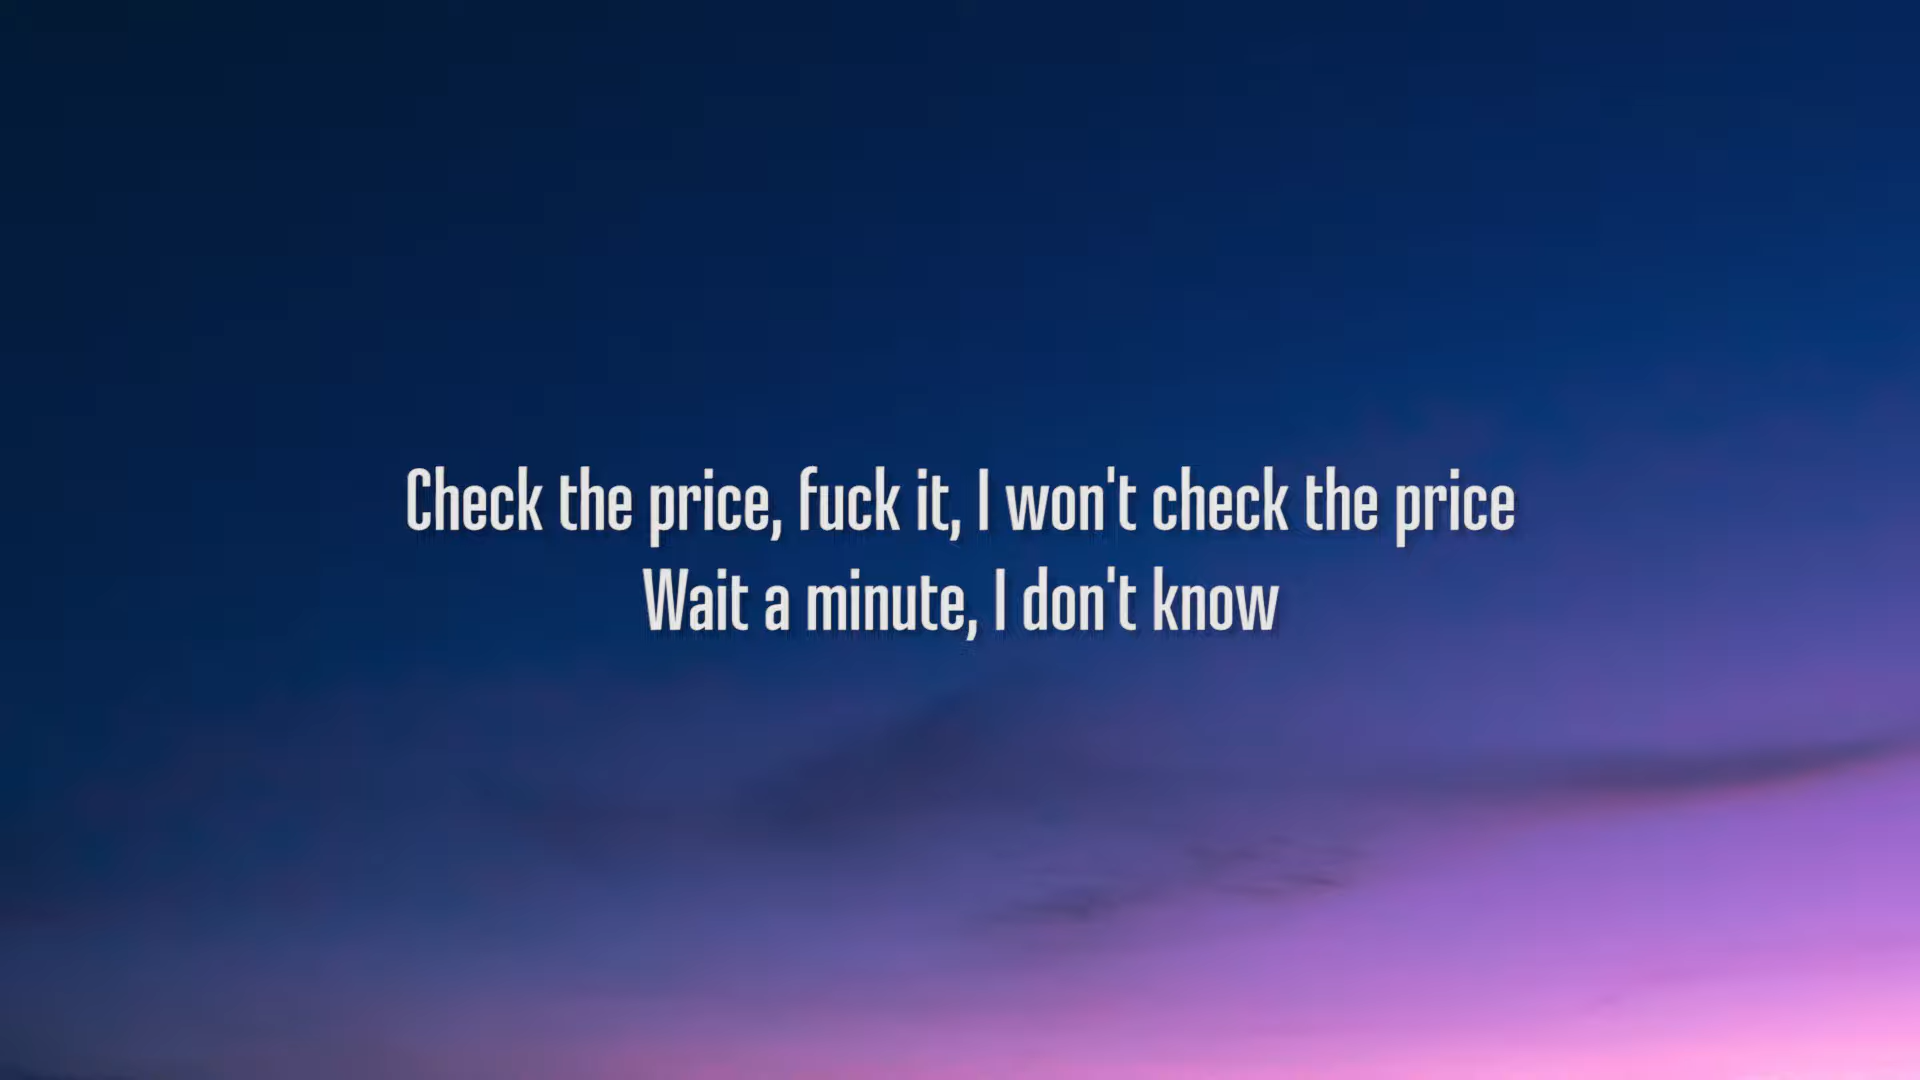 Check the price, fuck it, I won't check the price
Wait a minute, I don't know